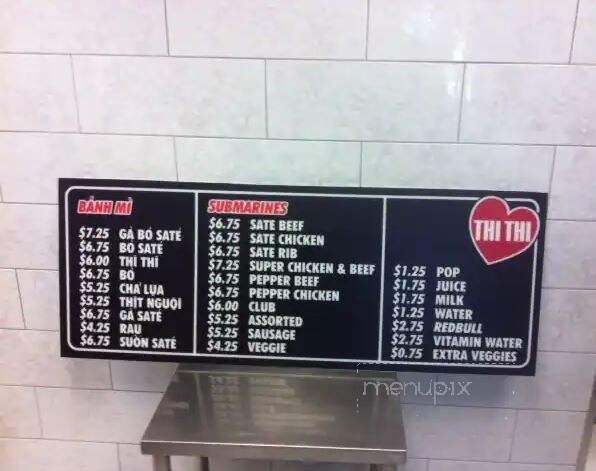 BÁNH MÌ
$7.25 GÀ BÒ SATÉ
$6.75 BÒ SATÉ
$6.00 THI THI
$6.75 BÒ
$5.25 CHẢ LỤA
$5.25 THỊT NGUỘI
$6.75 GÀ SATÉ
$4.25 RAU
$6.75 SUÒN SATÉ
SUBMARINES
$6.75 SATE BEEF
$6.75 SATE CHICKEN
$6.75 SATE RIB
$7.25 SUPER CHICKEN & BEEF
$6.75 PEPPER BEEF
$6.75 PEPPER CHICKEN
$6.00 CLUB
$5.25 ASSORTED
$5.25 SAUSAGE
$4.25 VEGGIE
THI THI
$1.25 POP
$1.75 JUICE
$1.75 MILK
$1.25 WATER
$2.75 REDBULL
$2.75 VITAMIN WATER
$0.75 EXTRA VEGGIES
menupix